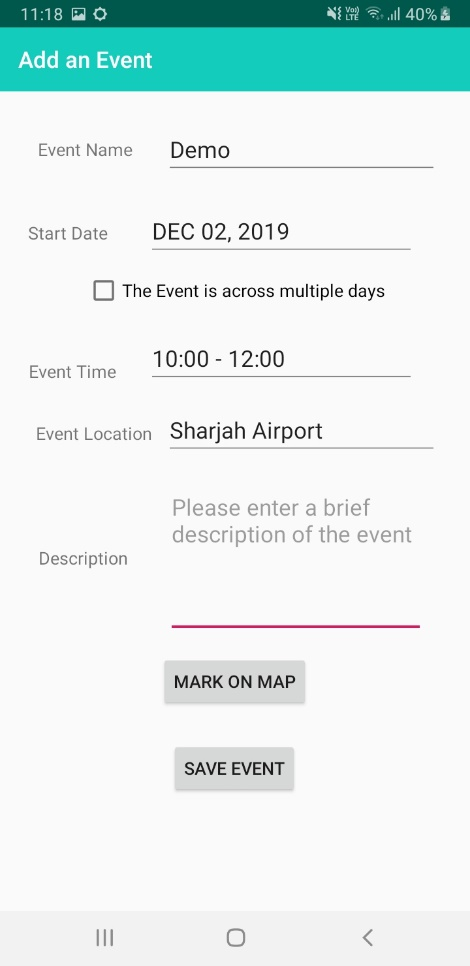 11:18 Vo) LTE 40%
Add an Event
Event Name Demo
Start Date DEC 02, 2019
The Event is across multiple days
Event Time 10:00 - 12:00
Event Location Sharjah Airport
Please enter a brief
description of the event
Description
MARK ON MAP
SAVE EVENT